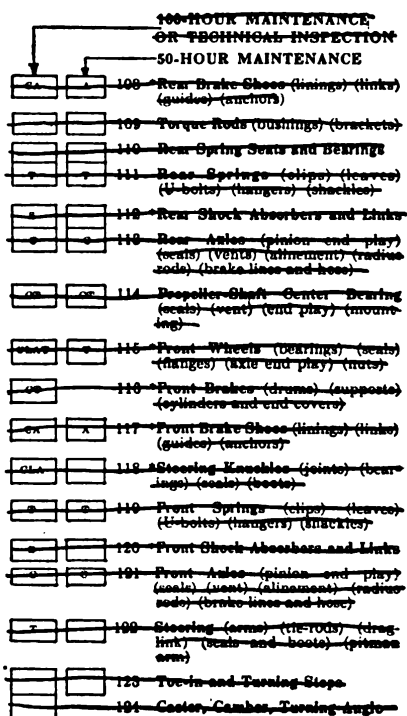 100-HOUR MAINTENANCE
OR TECHNICAL INSPECTION
50-HOUR MAINTENANCE
CA A 108 *Rear Brake Shoes (linings) (links)
(guides) (anchors)
109 Torque Rods (bushings) (brackets)
110 Rear Spring Seats and Bearings
T T 111 Rear Springs (clips) (leaves)
(U-bolts) (hangers) (shackles)
112 *Rear Shock Absorbers and Links
113 Rear Axles (pinion end play)
(seals) (vents) (alinement) (radius
rods) (brake lines and hose)
114 Propeller Shaft Center Bearing
(seals) (vent) (end play) (mount-
ing)
115 *Front Wheels (bearings) (seals)
(flanges) (axle end play) (nuts)
116 *Front Brakes (drums) (supports)
(cylinders and end covers)
CA A 117 *Front Brake Shoes (linings) (links)
(guides) (anchors)
CLA 118 *Steering Knuckles (joints) (bear-
ings) (seals) (boots)
119 Front Springs (clips) (leaves)
(U-bolts) (hangers) (shackles)
120 *Front Shock Absorbers and Links
121 Front Axles (pinion end play)
(seals) (vent) (alinement) (radius
rods) (brake lines and hose)
T 122 Steering (arms) (tie-rods) (drag
link) (seals and boots) (pitman
arm)
123 Toe-in and Turning Stops
124 Caster, Camber, Turning Angle